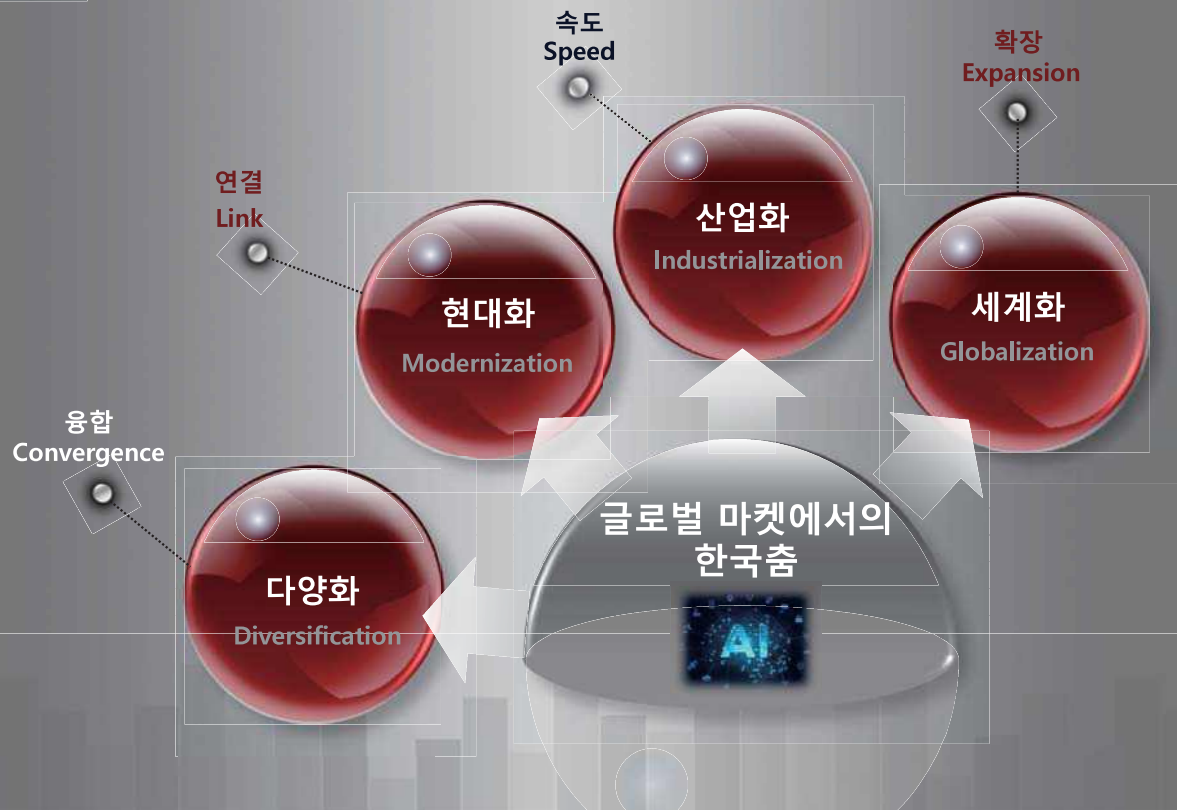 속도
Speed
확장
Expansion
연결
Link
산업화
Industrialization
현대화
Modernization
세계화
Globalization
융합
Convergence
다양화
Diversification
글로벌 마켓에서의
한국춤
AI